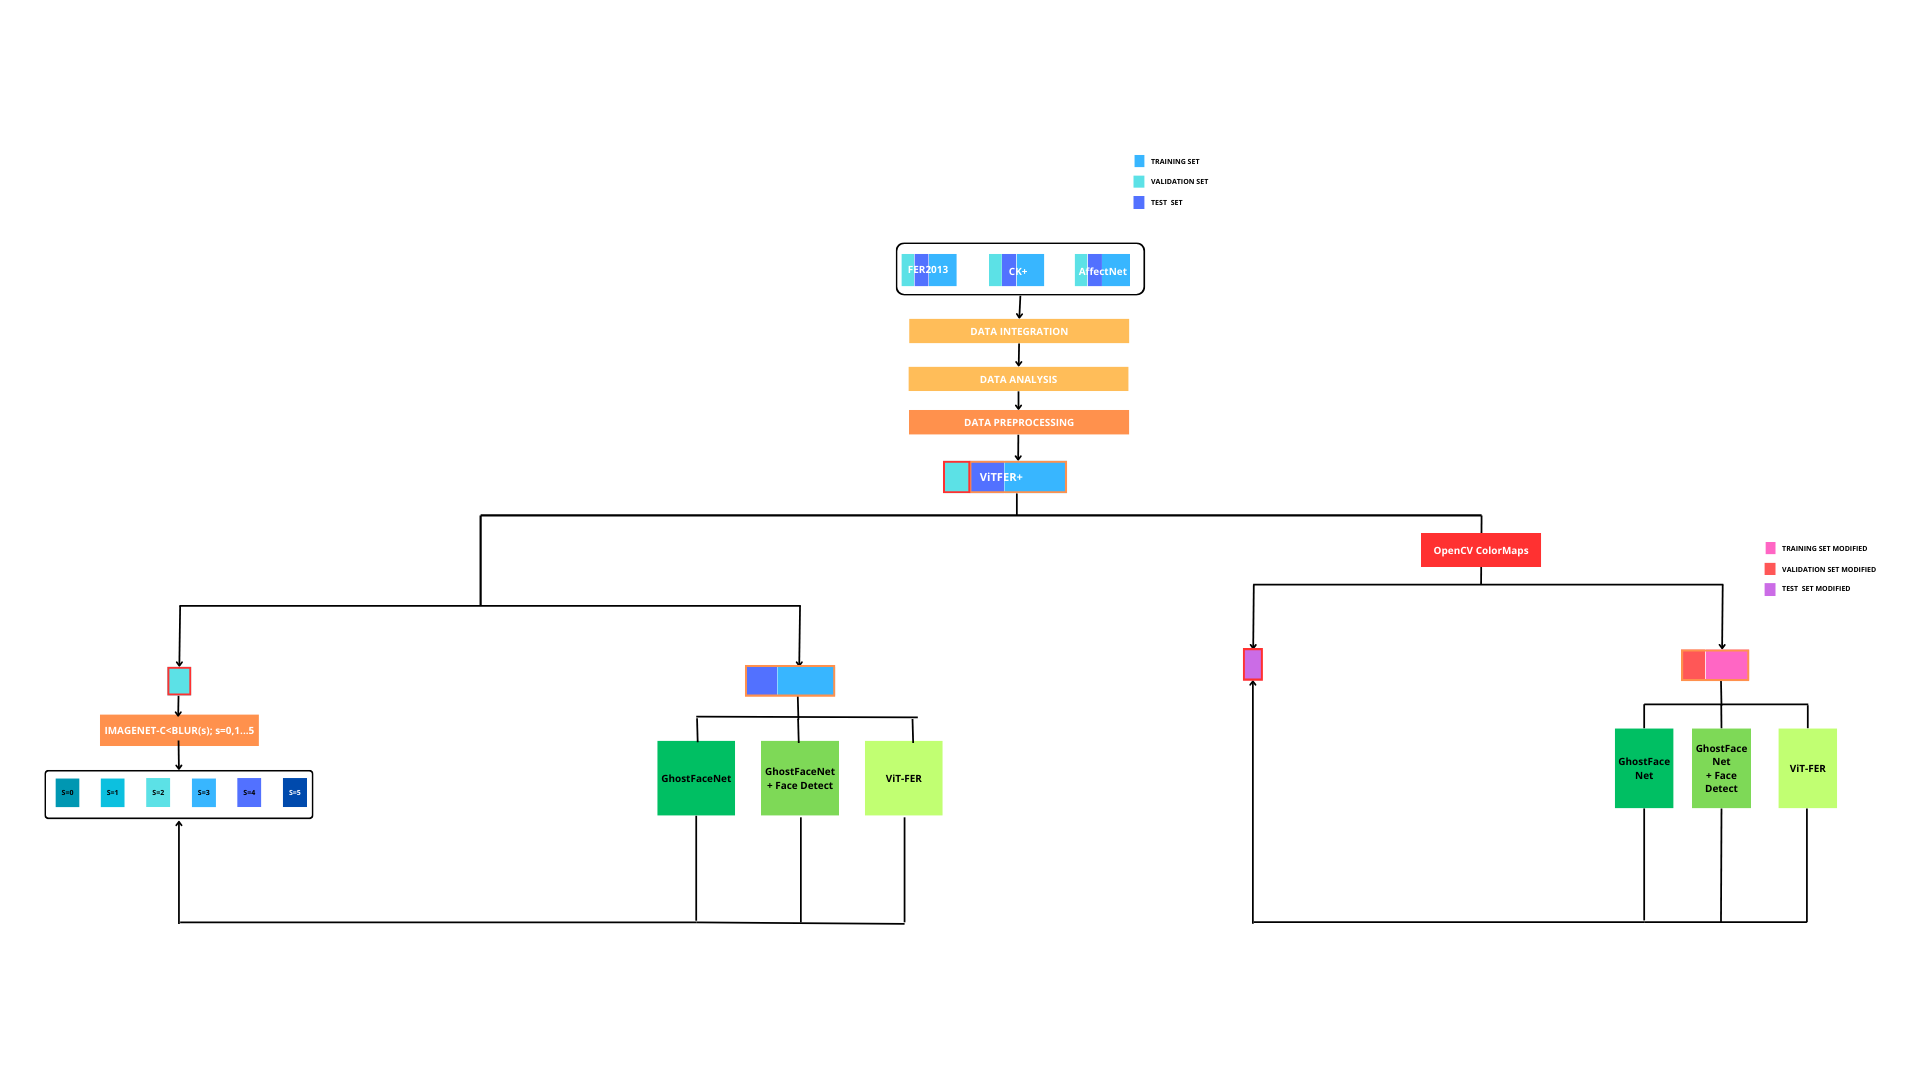 TRAINING SET
VALIDATION SET
TEST SET
FER2013
CK+
AffectNet
DATA INTEGRATION
DATA ANALYSIS
DATA PREPROCESSING
ViTFER+
OpenCV ColorMaps
TRAINING SET MODIFIED
VALIDATION SET MODIFIED
TEST SET MODIFIED
IMAGENET-C<BLUR(s); s=0,1...5
S=0
S=1
S=2
S=3
S=4
S=5
GhostFaceNet
GhostFaceNet
+ Face Detect
ViT-FER
GhostFace
Net
GhostFace
Net
+ Face
Detect
ViT-FER